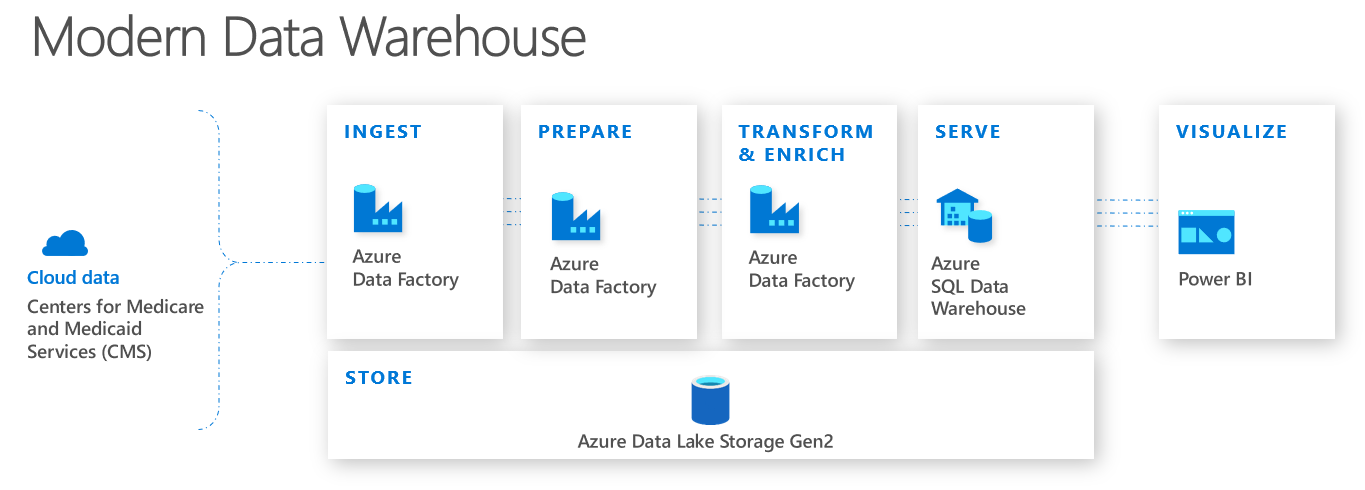 Modern Data Warehouse
Cloud data
Centers for Medicare
and Medicaid
Services (CMS)
INGEST
Azure
Data Factory
PREPARE
Azure
Data Factory
TRANSFORM
& ENRICH
Azure
Data Factory
SERVE
Azure
SQL Data
Warehouse
VISUALIZE
Power BI
STORE
Azure Data Lake Storage Gen2